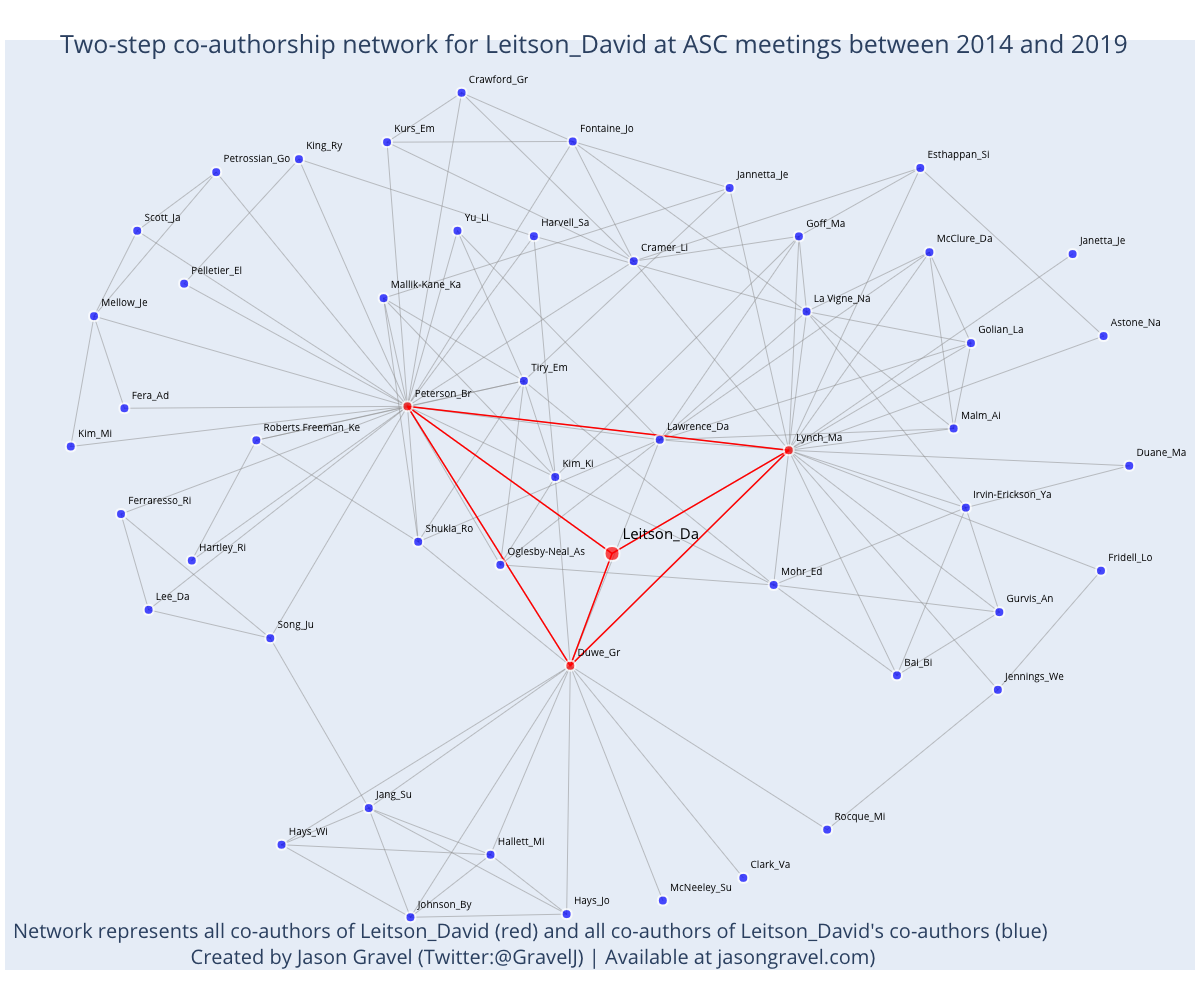 Two-step co-authorship network for Leitson_David at ASC meetings between 2014 and 2019
Crawford_Gr
Kurs_Em
Fontaine_Jo
King_Ry
Petrossian_Go
Esthappan_Si
Jannetta_Je
Scott_Ja
Yu_Li
Harvell_Sa
Goff_Ma
Cramer_Li
McClure_Da
Janetta_Je
Pelletier_El
Mallik-Kane_Ka
La Vigne_Na
Mellow_Je
Golian_La
Astone_Na
Tiry_Em
Fera_Ad
Peterson_Br
Malm_Al
Roberts Freeman_Ke
Lawrence_Da
Lynch_Ma
Kim_Mi
Duane_Ma
Kim_Ki
Irvin-Erickson_Ya
Ferraresso_Ri
Shukla_Ro
Leitson_Da
Hartley_Ri
Oglesby-Neal_As
Fridell_Lo
Mohr_Ed
Lee_Da
Gurvis_An
Song_Ju
Duwe_Gr
Bal_Bi
Jennings_We
Jang_Su
Rocque_Mi
Hays_Wi
Hallett_Mi
Clark_Va
McNeeley_Su
Johnson_By
Hays_Jo
Network represents all co-authors of Leitson_David (red) and all co-authors of Leitson_David's co-authors (blue)
Created by Jason Gravel (Twitter:@GravelJ) | Available at jasongravel.com)